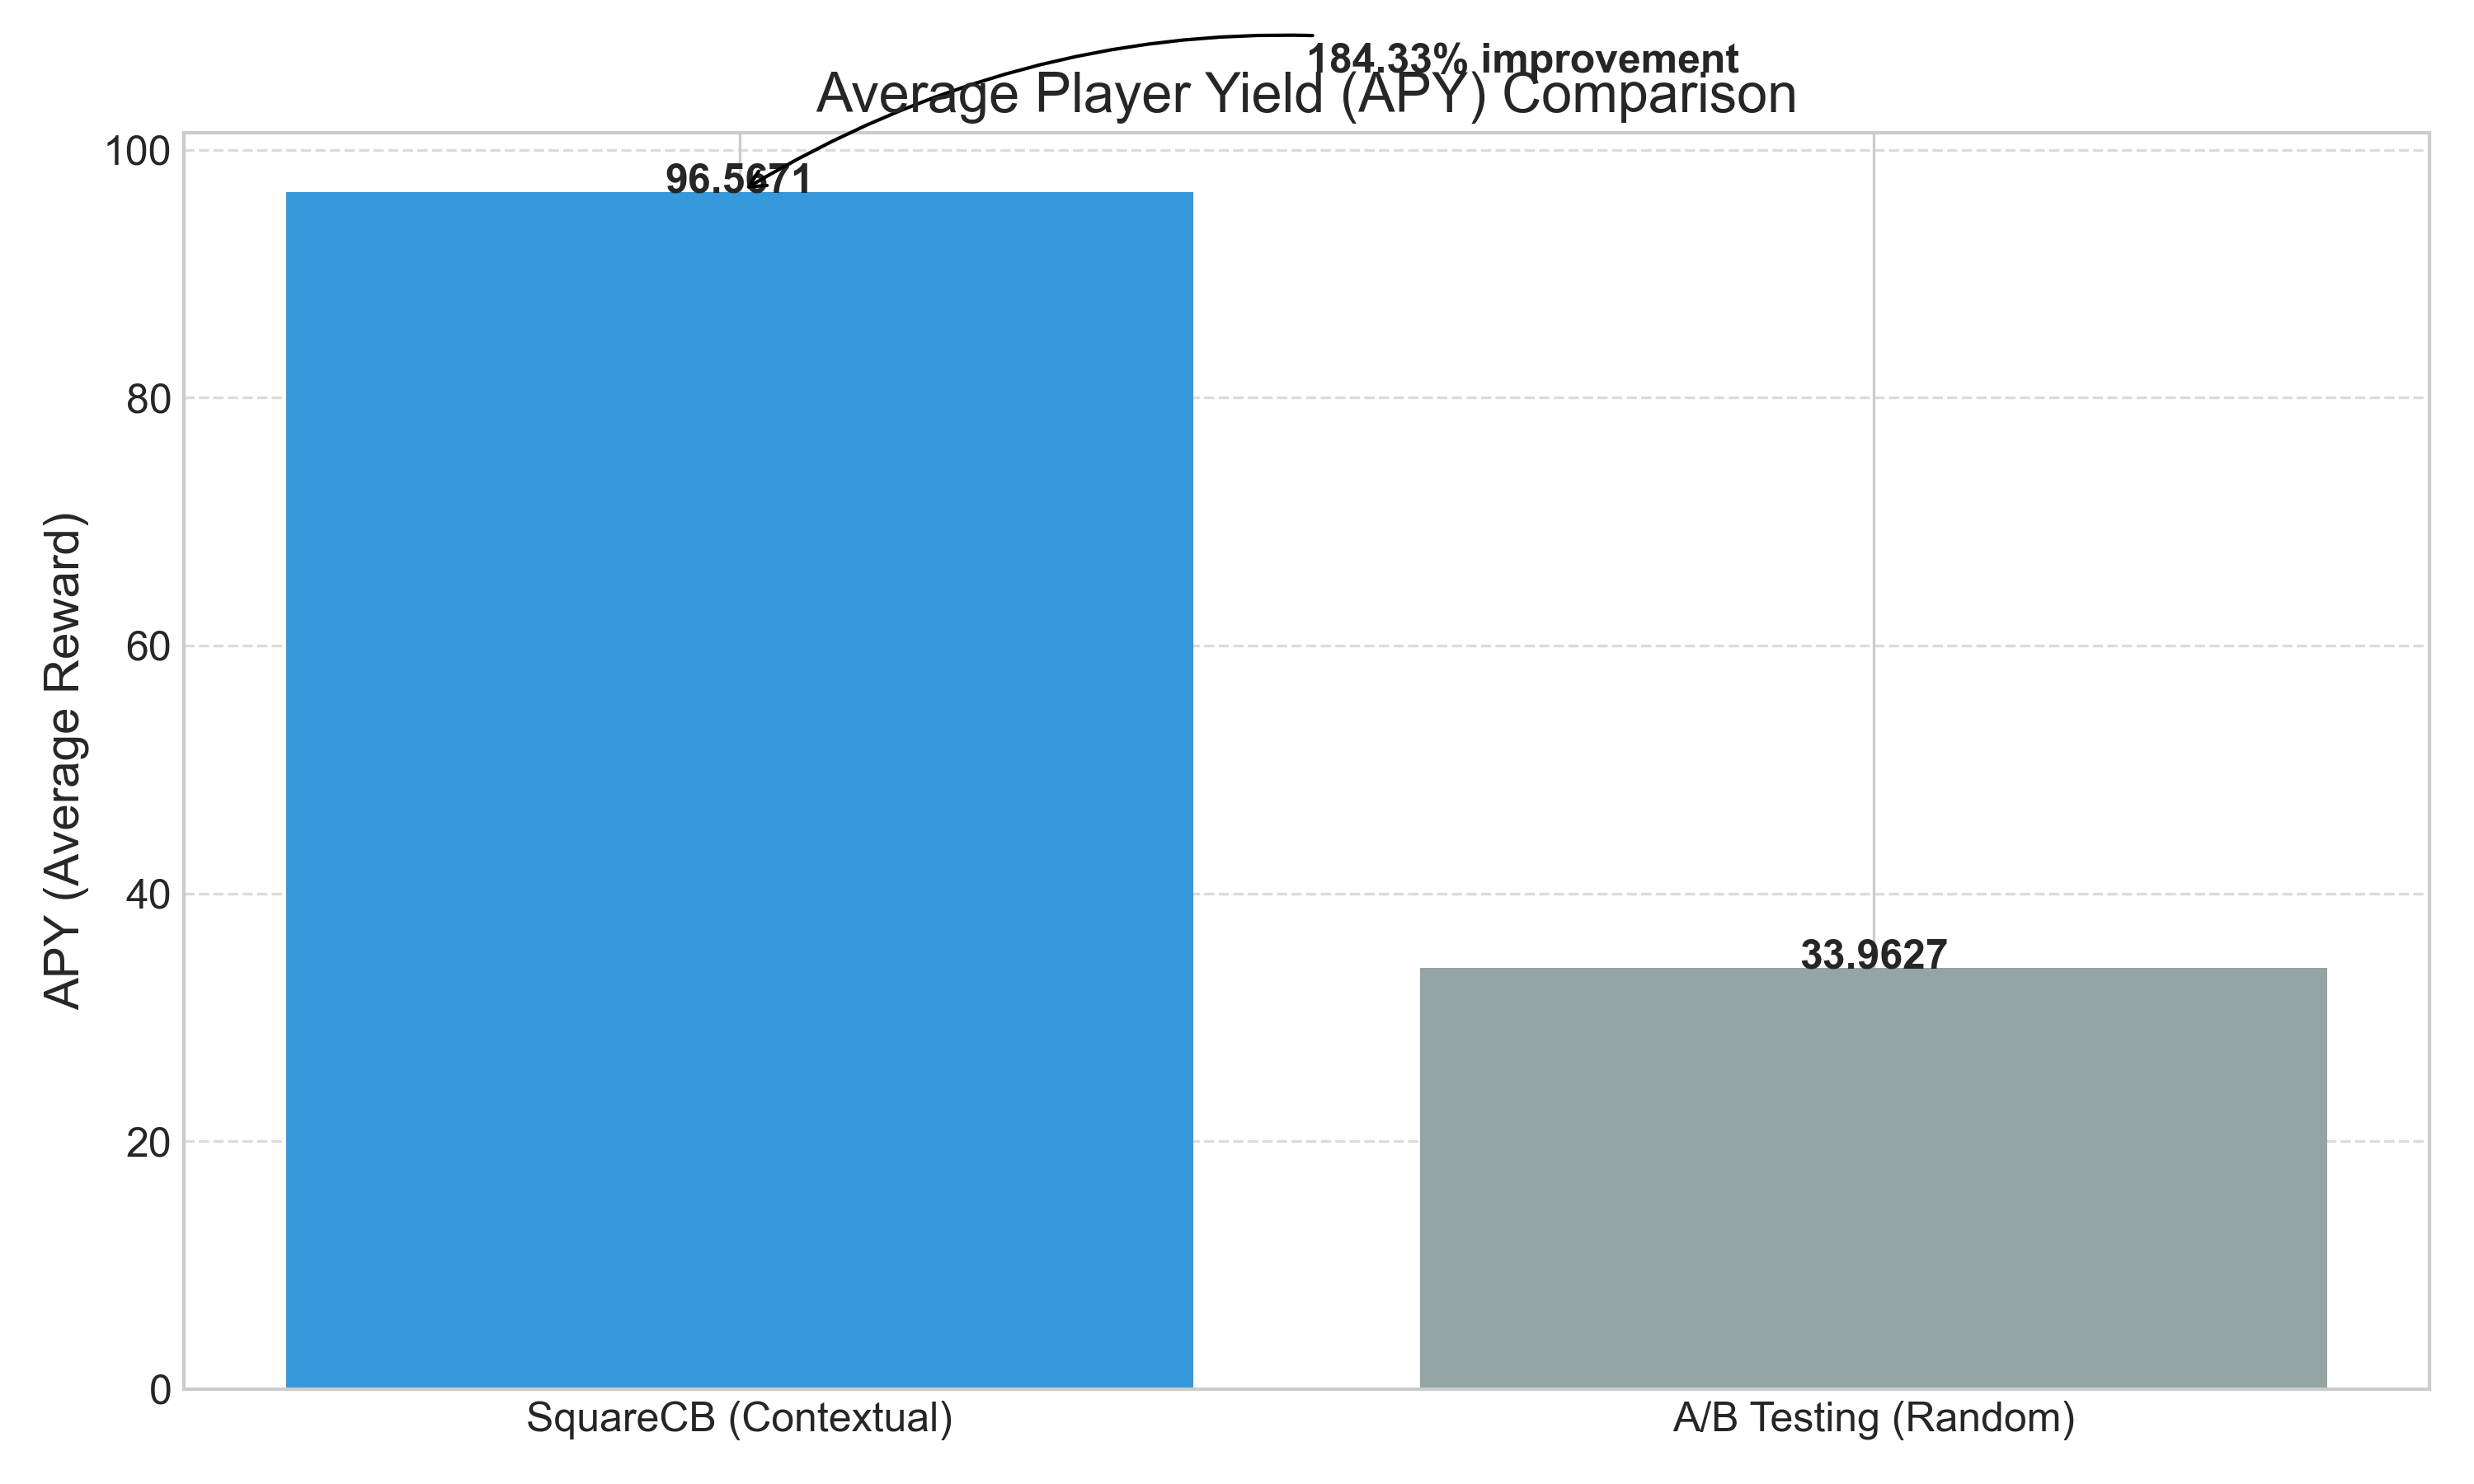 184.33% improvement
Average Player Yield (APY) Comparison
100
96.5671
80
APY (Average Reward)
60
40
33.9627
20
0
SquareCB (Contextual)
A/B Testing (Random)